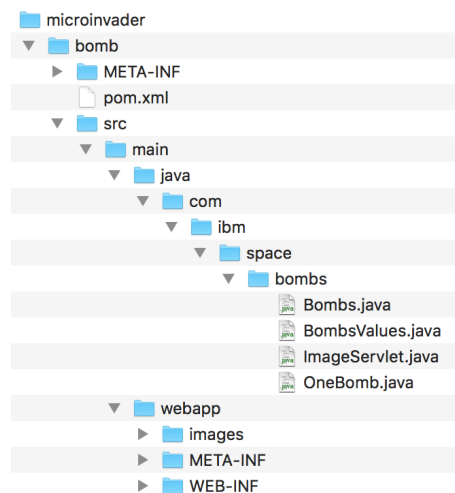 microinvader
bomb
META-INF
pom.xml
src
main
java
com
ibm
space
bombs
Bombs.java
BombsValues.java
ImageServlet.java
OneBomb.java
webapp
images
META-INF
WEB-INF